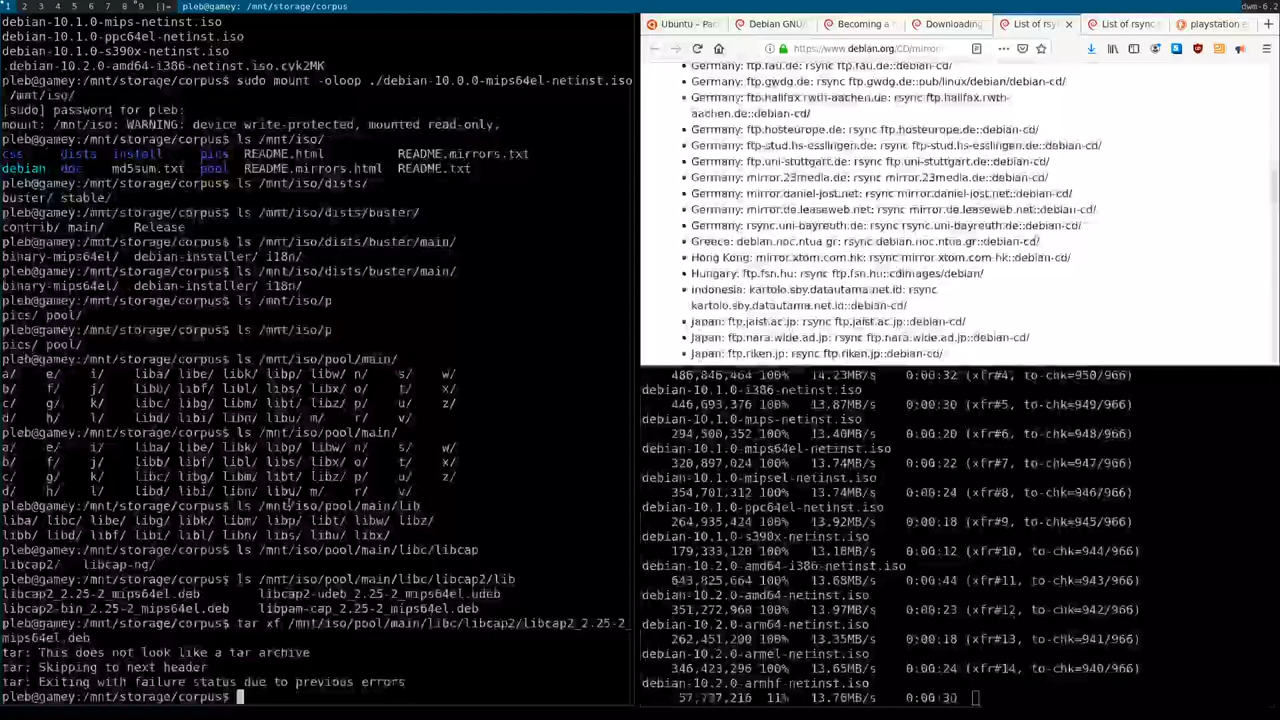 1 2 3 4 5 6 7 8 9 []= pleb@gamey:/mnt/storage/corpus
dwm-6.2
debian-10.1.0-mips-netinst.iso
debian-10.1.0-ppc64el-netinst.iso
debian-10.1.0-s390x-netinst.iso
.debian-10.2.0-amd64-i386-netinst.iso.cyk2MK
pleb@gamey:/mnt/storage/corpus$ sudo mount -oloop ./debian-10.0.0-mips64el-netinst.iso
/mnt/iso/
[sudo] password for pleb:
mount: /mnt/iso: WARNING: device write-protected, mounted read-only.
pleb@gamey:/mnt/storage/corpus$ ls /mnt/iso/
css dists install pics README.html README.mirrors.txt
debian doc md5sum.txt pool README.mirrors.html README.txt
pleb@gamey:/mnt/storage/corpus$ ls /mnt/iso/dists/
buster/ stable/
pleb@gamey:/mnt/storage/corpus$ ls /mnt/iso/dists/buster/
contrib/ main/ Release
pleb@gamey:/mnt/storage/corpus$ ls /mnt/iso/dists/buster/main/
binary-mips64el/ debian-installer/ i18n/
pleb@gamey:/mnt/storage/corpus$ ls /mnt/iso/dists/buster/main/
binary-mips64el/ debian-installer/ i18n/
pleb@gamey:/mnt/storage/corpus$ ls /mnt/iso/p
pics/ pool/
pleb@gamey:/mnt/storage/corpus$ ls /mnt/iso/p
pics/ pool/
pleb@gamey:/mnt/storage/corpus$ ls /mnt/iso/pool/main/
a/ e/ i/ liba/ libe/ libk/ libp/ libw/ n/ s/ w/
b/ f/ j/ libb/ libf/ libl/ libs/ libx/ o/ t/ x/
c/ g/ k/ libc/ libg/ libm/ libt/ libz/ p/ u/ z/
d/ h/ l/ libd/ libi/ libn/ libu/ m/ r/ v/
pleb@gamey:/mnt/storage/corpus$ ls /mnt/iso/pool/main/
a/ e/ i/ liba/ libe/ libk/ libp/ libw/ n/ s/ w/
b/ f/ j/ libb/ libf/ libl/ libs/ libx/ o/ t/ x/
c/ g/ k/ libc/ libg/ libm/ libt/ libz/ p/ u/ z/
d/ h/ l/ libd/ libi/ libn/ libu/ m/ r/ v/
pleb@gamey:/mnt/storage/corpus$ ls /mnt/iso/pool/main/lib
liba/ libc/ libe/ libg/ libk/ libm/ libp/ libt/ libw/ libz/
libb/ libd/ libf/ libi/ libl/ libn/ libs/ libu/ libx/
pleb@gamey:/mnt/storage/corpus$ ls /mnt/iso/pool/main/libc/libcap
libcap2/ libcap-ng/
pleb@gamey:/mnt/storage/corpus$ ls /mnt/iso/pool/main/libc/libcap2/lib
libcap2_2.25-2_mips64el.deb libcap2-udeb_2.25-2_mips64el.udeb
libcap2-bin_2.25-2_mips64el.deb libpam-cap_2.25-2_mips64el.deb
pleb@gamey:/mnt/storage/corpus$ tar xf /mnt/iso/pool/main/libc/libcap2/libcap2_2.25-2_
mips64el.deb
tar: This does not look like a tar archive
tar: Skipping to next header
tar: Exiting with failure status due to previous errors
pleb@gamey:/mnt/storage/corpus$
Ubuntu – Pac Debian GNU/ Becoming a m Downloading List of rsy List of rsync playstation e
https://www.debian.org/CD/mirror
Germany: ftp.fau.de: rsync ftp.fau.de::debian-cd/
Germany: ftp.gwdg.de: rsync ftp.gwdg.de::pub/linux/debian/debian-cd/
Germany: ftp.halifax.rwth-aachen.de: rsync ftp.halifax.rwth-
aachen.de::debian-cd/
Germany: ftp.hosteurope.de: rsync ftp.hosteurope.de::debian-cd/
Germany: ftp-stud.hs-esslingen.de: rsync ftp-stud.hs-esslingen.de::debian-cd/
Germany: ftp.uni-stuttgart.de: rsync ftp.uni-stuttgart.de::debian-cd/
Germany: mirror.23media.de: rsync mirror.23media.de::debian-cd/
Germany: mirror.daniel-jost.net: rsync mirror.daniel-jost.net::debian-cd/
Germany: mirror.de.leaseweb.net: rsync mirror.de.leaseweb.net::debian-cd/
Germany: rsync.uni-bayreuth.de: rsync rsync.uni-bayreuth.de::debian-cd/
Greece: debian.noc.ntua.gr: rsync debian.noc.ntua.gr::debian-cd/
Hong Kong: mirror.xtom.com.hk: rsync mirror.xtom.com.hk::debian-cd/
Hungary: ftp.fsn.hu: rsync ftp.fsn.hu::cdimages/debian/
Indonesia: kartolo.sby.datautama.net.id: rsync
kartolo.sby.datautama.net.id::debian-cd/
Japan: ftp.jaist.ac.jp: rsync ftp.jaist.ac.jp::debian-cd/
Japan: ftp.nara.wide.ad.jp: rsync ftp.nara.wide.ad.jp::debian-cd/
Japan: ftp.riken.jp: rsync ftp.riken.jp::debian-cd/
486,846,464 100% 14.23MB/s 0:00:32 (xfr#4, to-chk=950/966)
debian-10.1.0-i386-netinst.iso
446,693,376 100% 13.87MB/s 0:00:30 (xfr#5, to-chk=949/966)
debian-10.1.0-mips-netinst.iso
294,500,352 100% 13.40MB/s 0:00:20 (xfr#6, to-chk=948/966)
debian-10.1.0-mips64el-netinst.iso
320,897,024 100% 13.74MB/s 0:00:22 (xfr#7, to-chk=947/966)
debian-10.1.0-mipsel-netinst.iso
354,701,312 100% 13.74MB/s 0:00:24 (xfr#8, to-chk=946/966)
debian-10.1.0-ppc64el-netinst.iso
264,935,424 100% 13.92MB/s 0:00:18 (xfr#9, to-chk=945/966)
debian-10.1.0-s390x-netinst.iso
179,333,120 100% 13.18MB/s 0:00:12 (xfr#10, to-chk=944/966)
debian-10.2.0-amd64-i386-netinst.iso
643,825,664 100% 13.68MB/s 0:00:44 (xfr#11, to-chk=943/966)
debian-10.2.0-amd64-netinst.iso
351,272,960 100% 13.97MB/s 0:00:23 (xfr#12, to-chk=942/966)
debian-10.2.0-arm64-netinst.iso
262,451,200 100% 13.35MB/s 0:00:18 (xfr#13, to-chk=941/966)
debian-10.2.0-armel-netinst.iso
346,423,296 100% 13.65MB/s 0:00:24 (xfr#14, to-chk=940/966)
debian-10.2.0-armhf-netinst.iso
57,737,216 11% 13.76MB/s 0:00:30